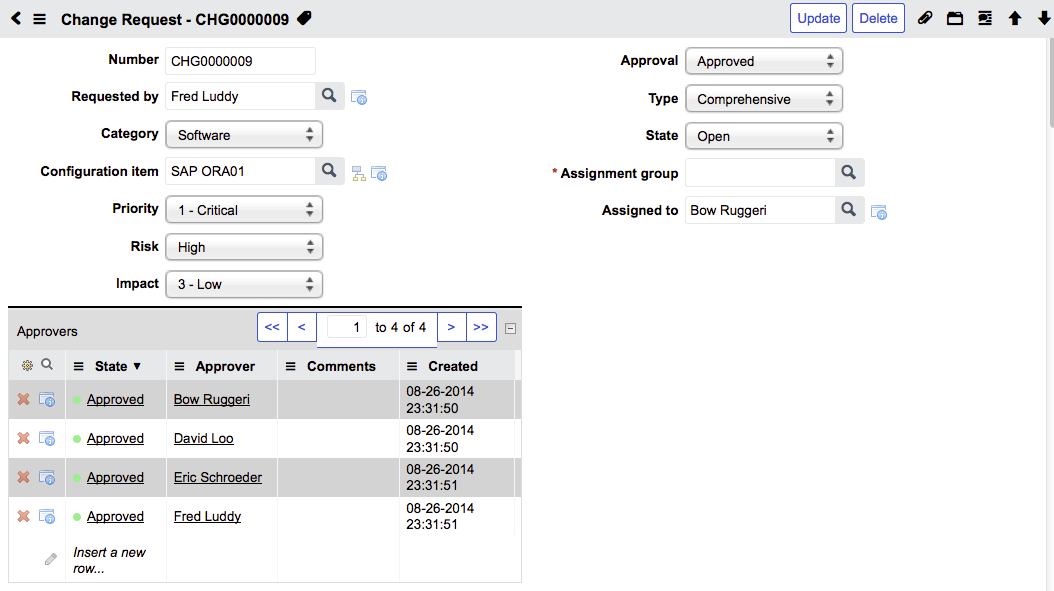 Change Request - CHG0000009
Update
Delete
Number CHG0000009
Requested by Fred Luddy
Category Software
Configuration item SAP ORA01
Priority 1 - Critical
Risk High
Impact 3 - Low
Approval Approved
Type Comprehensive
State Open
* Assignment group
Assigned to Bow Ruggeri
Approvers
<< < 1 to 4 of 4 > >>
State ▼ Approver Comments Created
Approved Bow Ruggeri 08-26-2014
23:31:50
Approved David Loo 08-26-2014
23:31:50
Approved Eric Schroeder 08-26-2014
23:31:51
Approved Fred Luddy 08-26-2014
23:31:51
Insert a new
row...